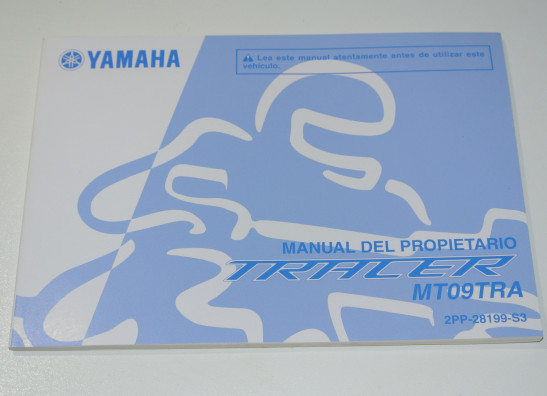 YAMAHA
Lea este manual atentamente antes de utilizar este
vehículo.
MANUAL DEL PROPIETARIO
TRACER
MT09TRA
2PP-28199-S3